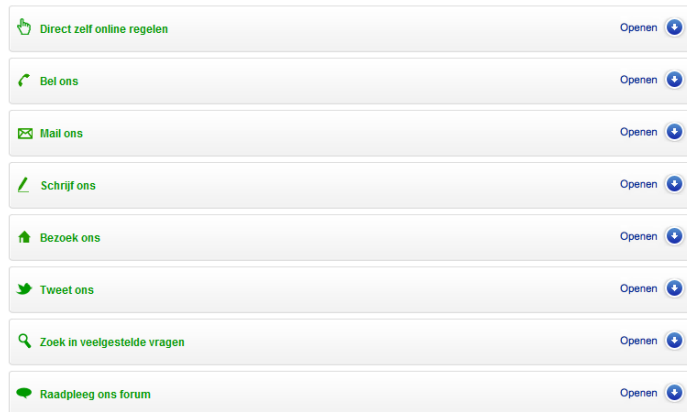 Direct zelf online regelen Openen
Bel ons Openen
Mail ons Openen
Schrijf ons Openen
Bezoek ons Openen
Tweet ons Openen
Zoek in veelgestelde vragen Openen
Raadpleeg ons forum Openen